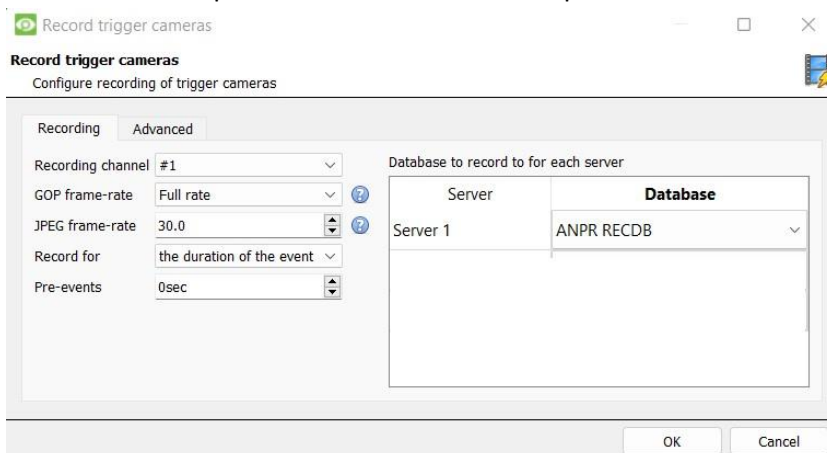 Record trigger cameras
Record trigger cameras
Configure recording of trigger cameras
Recording Advanced
Recording channel #1
GOP frame-rate Full rate
JPEG frame-rate 30.0
Record for the duration of the event
Pre-events 0sec
Database to record to for each server
Server Database
Server 1 ANPR RECDB
OK Cancel